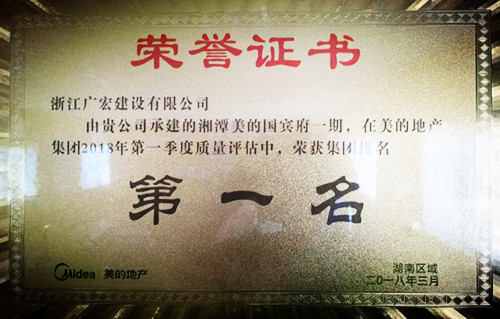 荣誉证书
浙江广宏建设有限公司
由贵公司承建的湘潭美的国宾府一期，在美的地产
集团2018年第一季度质量评估中，荣获集团排名
第一名
Midea 美的地产
湖南区域
二〇一八年三月